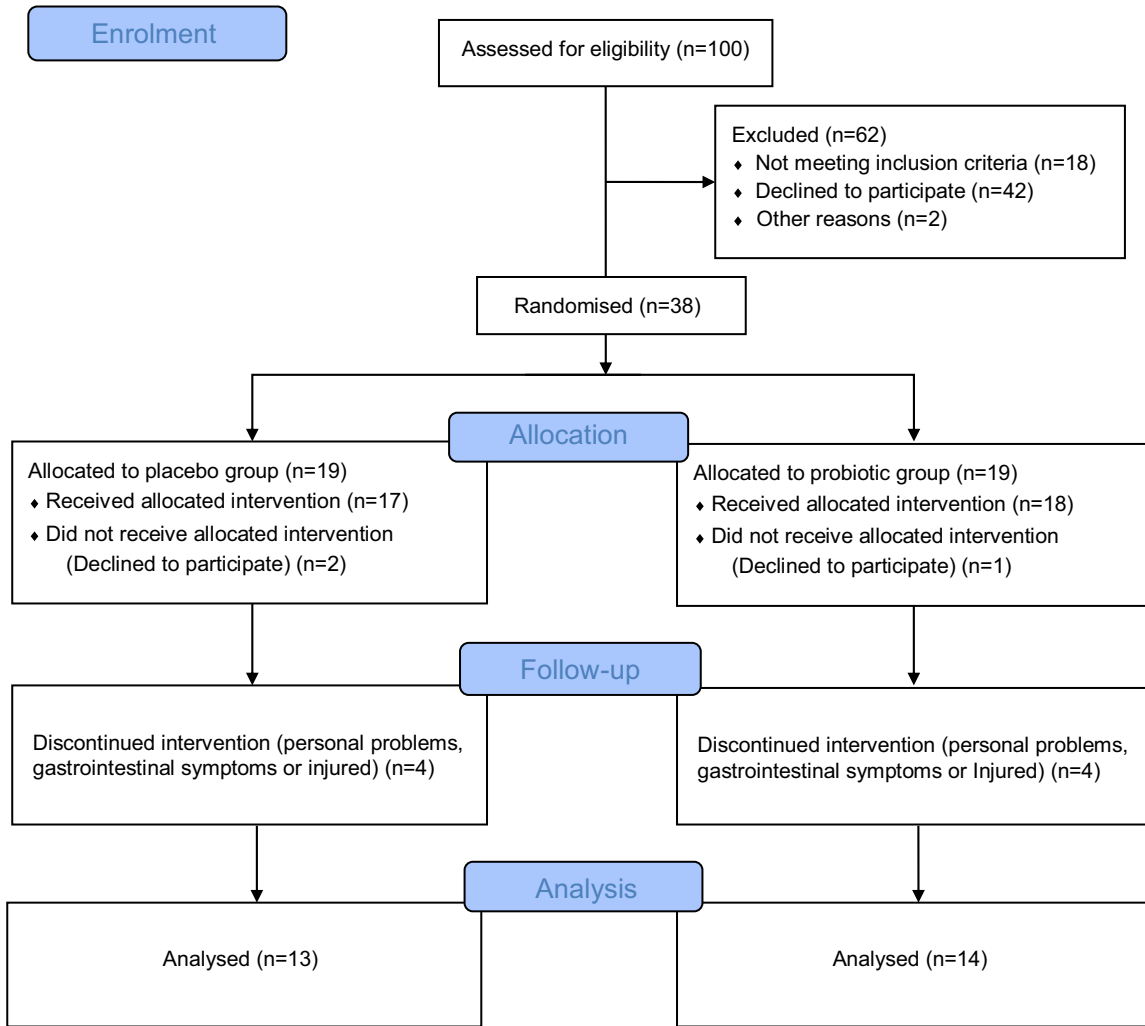 Enrolment
Assessed for eligibility (n=100)
Excluded (n=62)
♦ Not meeting inclusion criteria (n=18)
♦ Declined to participate (n=42)
♦ Other reasons (n=2)
Randomised (n=38)
Allocation
Allocated to placebo group (n=19)
♦ Received allocated intervention (n=17)
♦ Did not receive allocated intervention
(Declined to participate) (n=2)
Allocated to probiotic group (n=19)
♦ Received allocated intervention (n=18)
♦ Did not receive allocated intervention
(Declined to participate) (n=1)
Follow-up
Discontinued intervention (personal problems,
gastrointestinal symptoms or injured) (n=4)
Discontinued intervention (personal problems,
gastrointestinal symptoms or Injured) (n=4)
Analysis
Analysed (n=13)
Analysed (n=14)